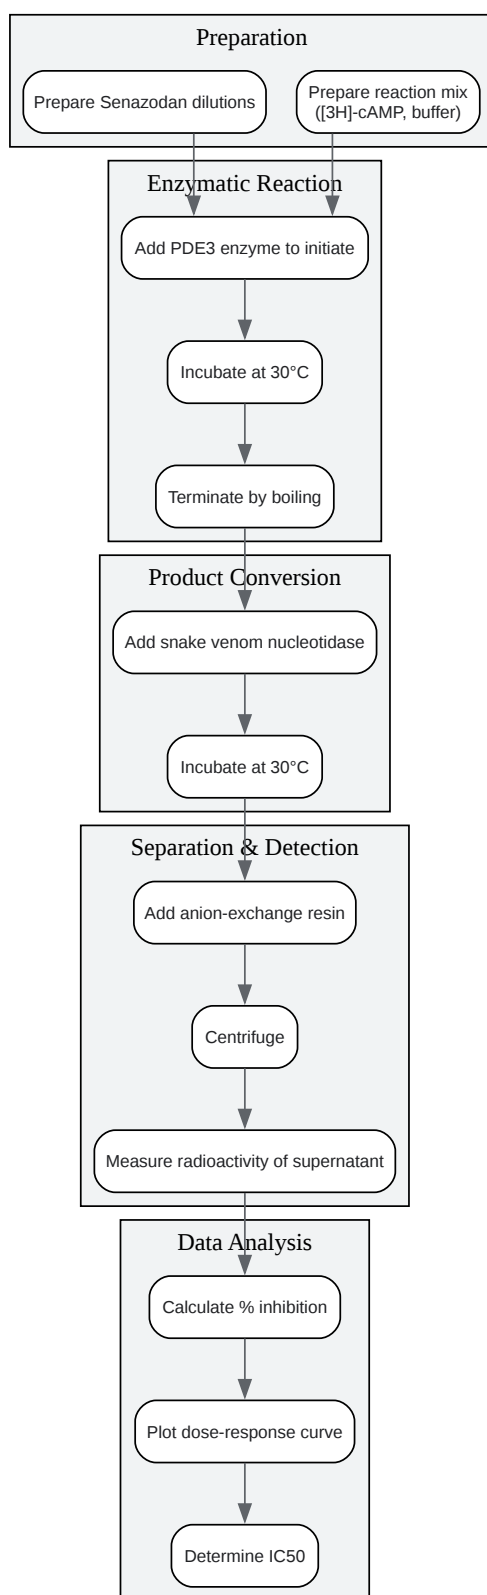 Preparation
Prepare Senazodan dilutions
Prepare reaction mix
([3H]-cAMP, buffer)
Enzymatic Reaction
Add PDE3 enzyme to initiate
Incubate at 30°C
Terminate by boiling
Product Conversion
Add snake venom nucleotidase
Incubate at 30°C
Separation & Detection
Add anion-exchange resin
Centrifuge
Measure radioactivity of supernatant
Data Analysis
Calculate % inhibition
Plot dose-response curve
Determine IC50